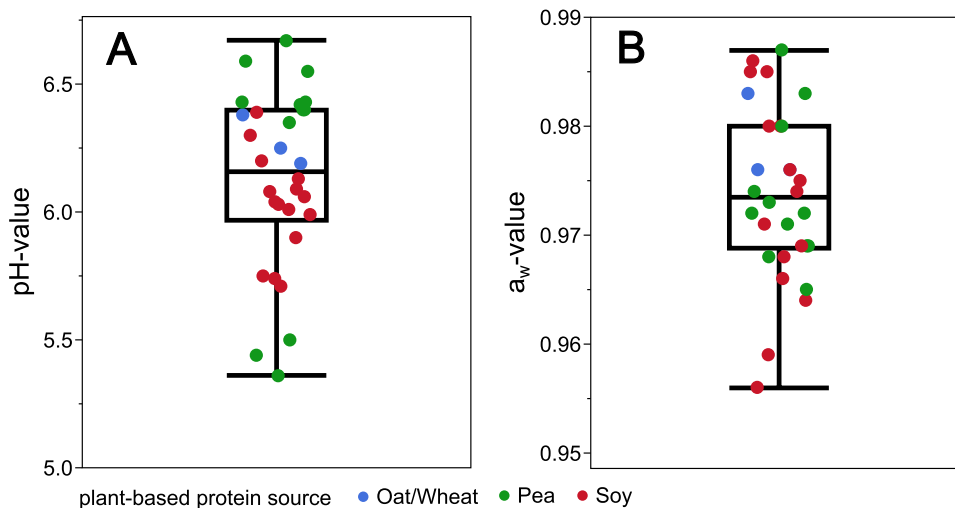 A
pH-value
6.5
6.0
5.5
5.0
B
aw-value
0.99
0.98
0.97
0.96
0.95
plant-based protein source Oat/Wheat Pea Soy